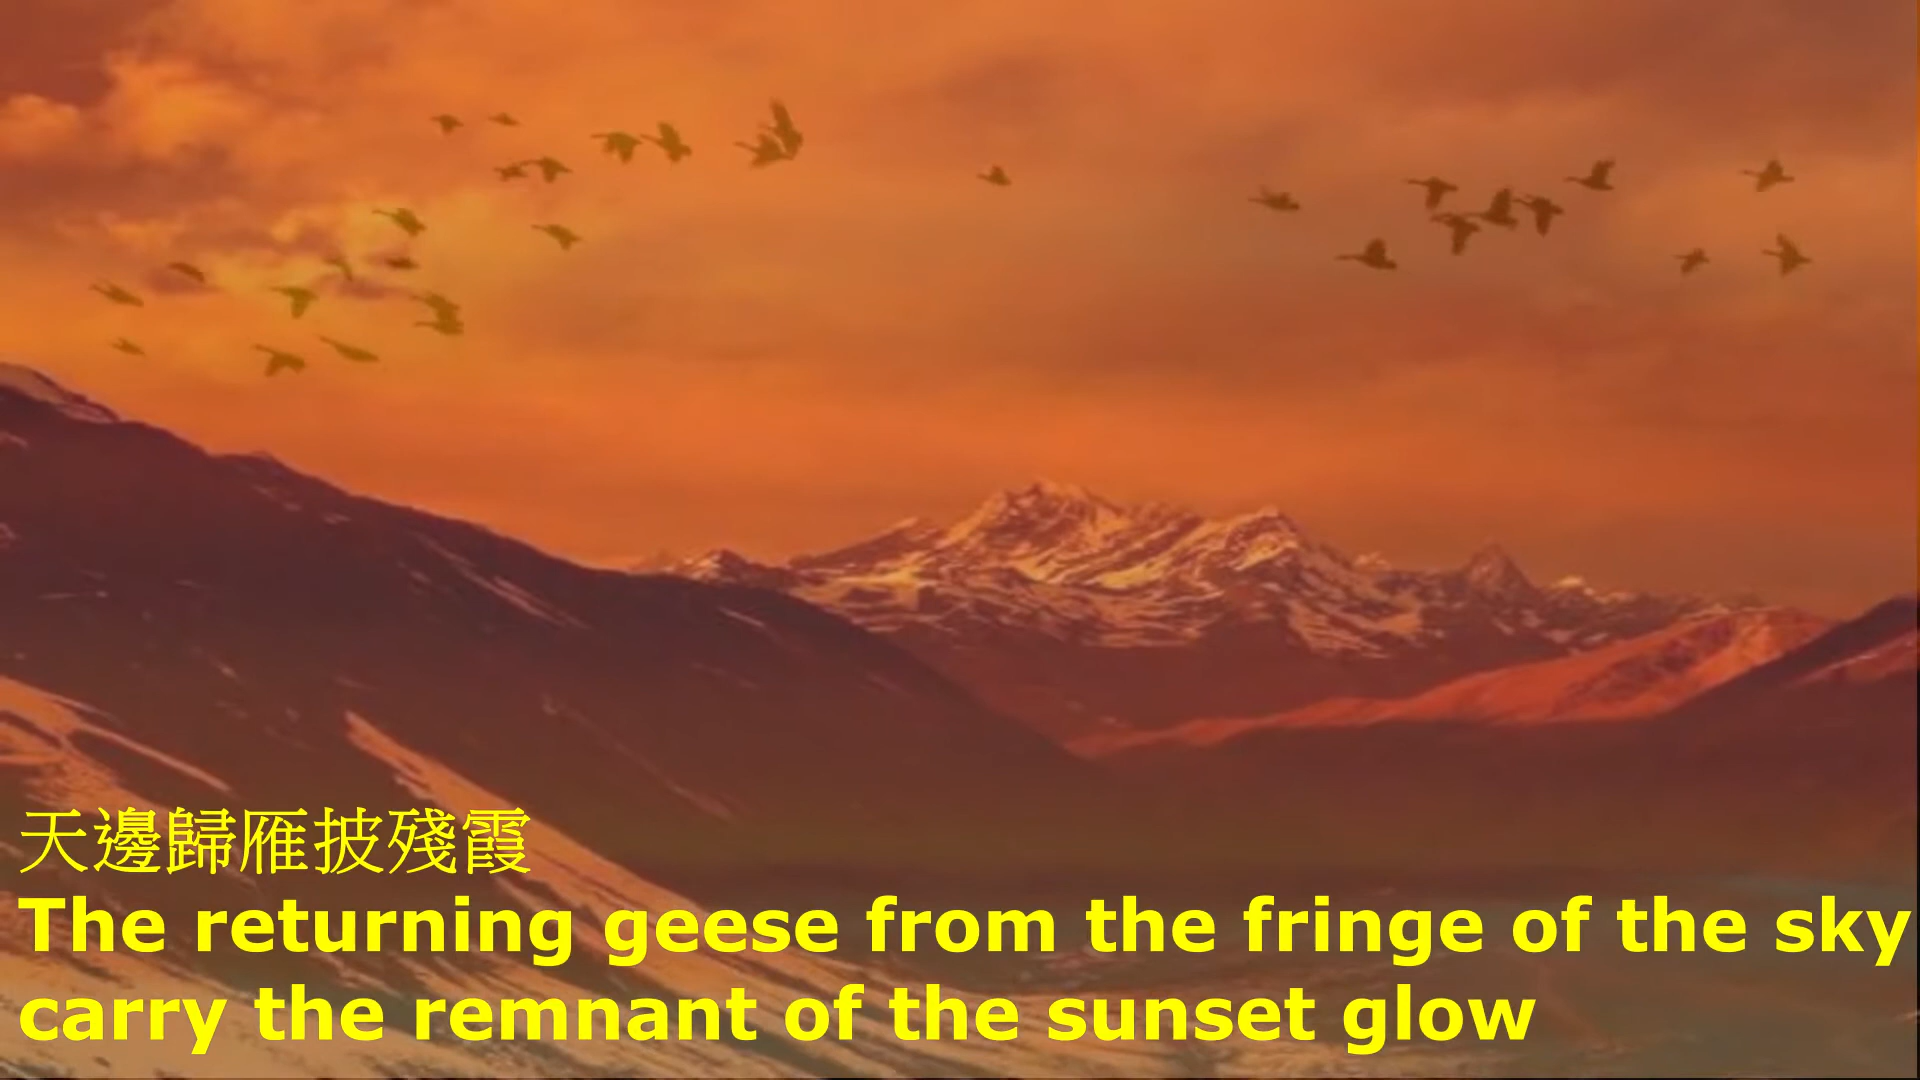 天邊歸雁披殘霞
The returning geese from the fringe of the sky
carry the remnant of the sunset glow